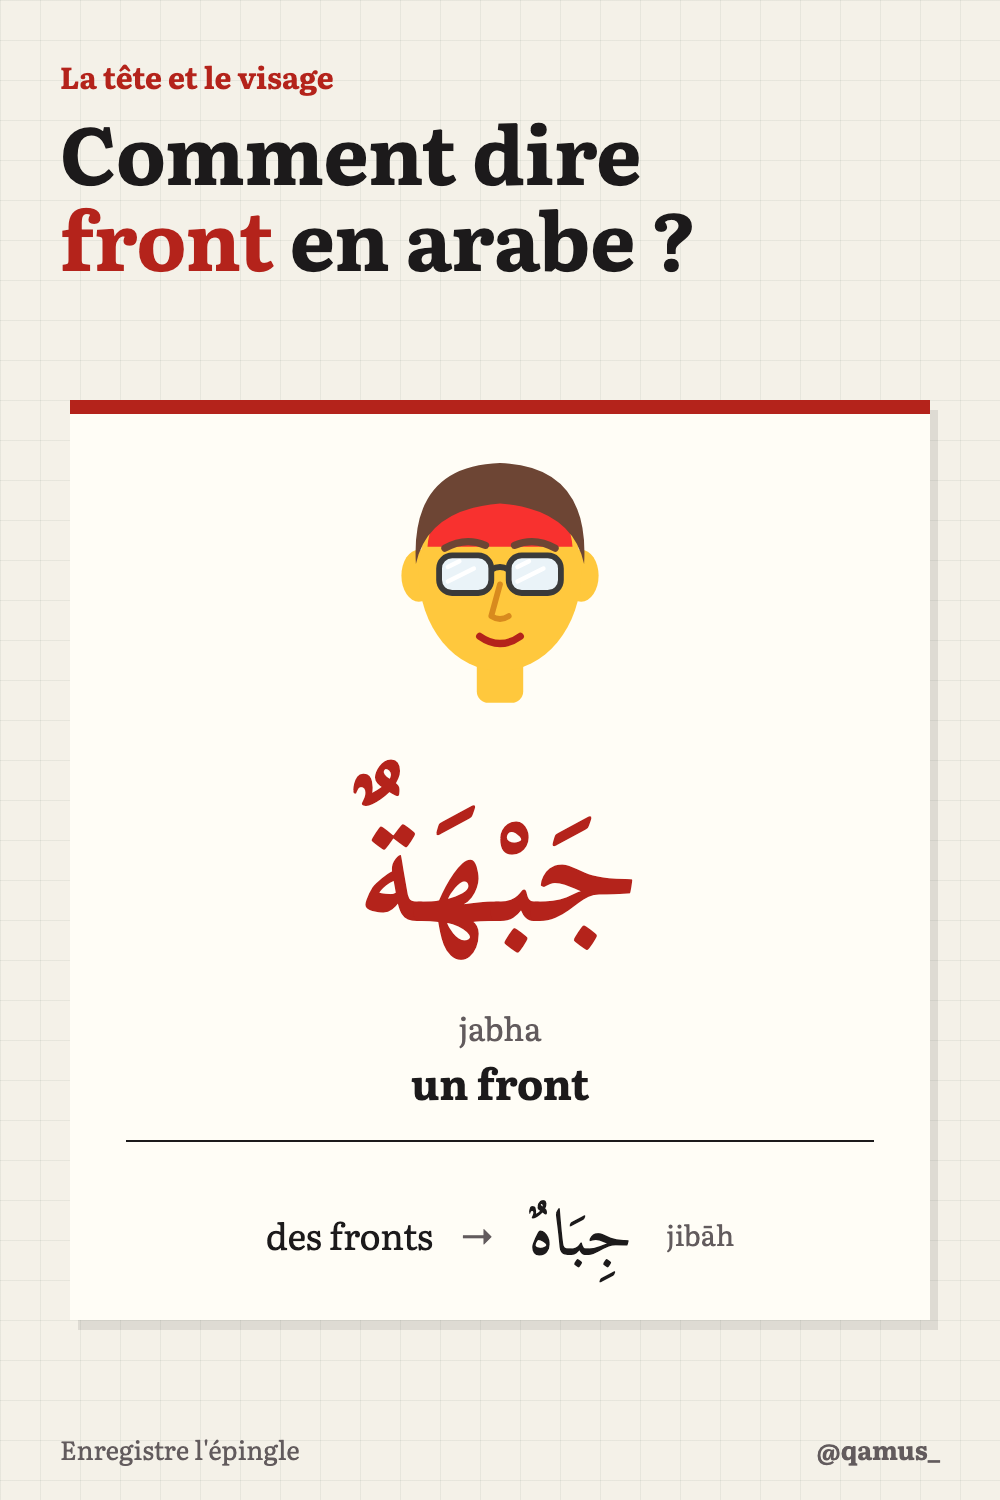 La tête et le visage
Comment dire
front en arabe ?
جَبْهَةٌ
jabha
un front
des fronts → جِبَاهٌ jibāh
Enregistre l'épingle
@qamus_